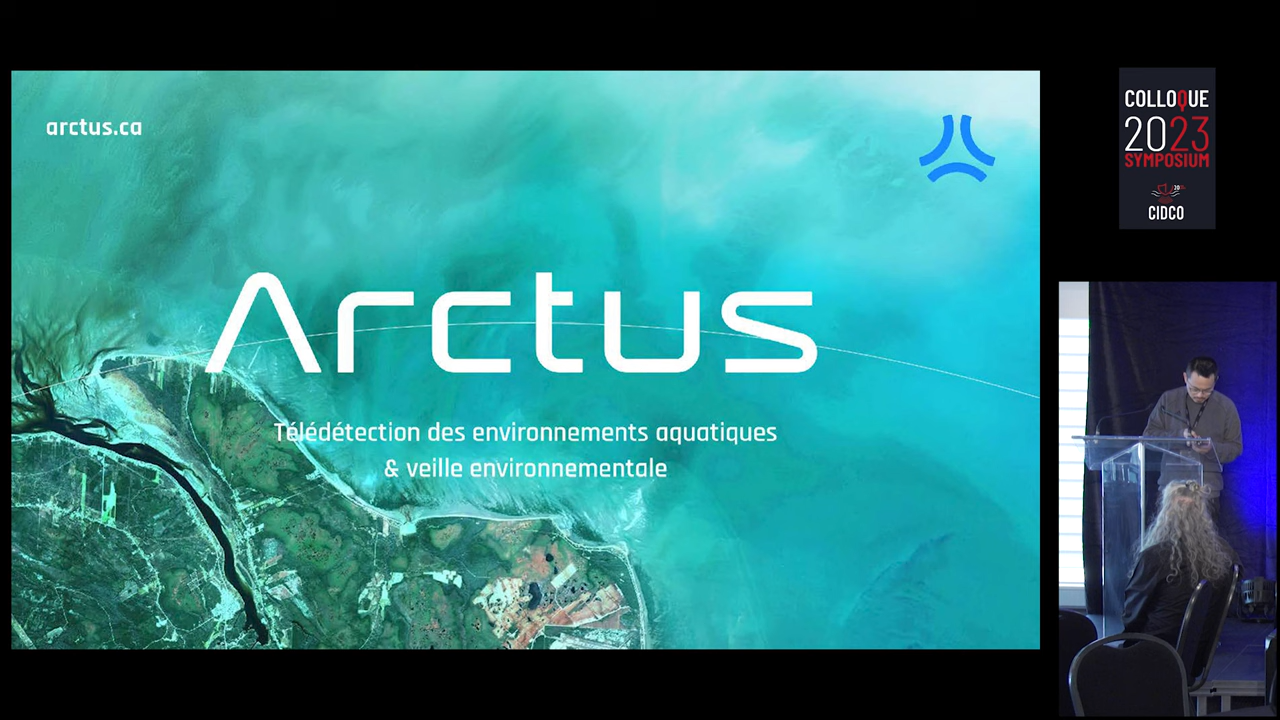 arctus.ca
Arctus
Télédétection des environnements aquatiques
& veille environnementale
COLLOQUE
2023
SYMPOSIUM
CIDCO